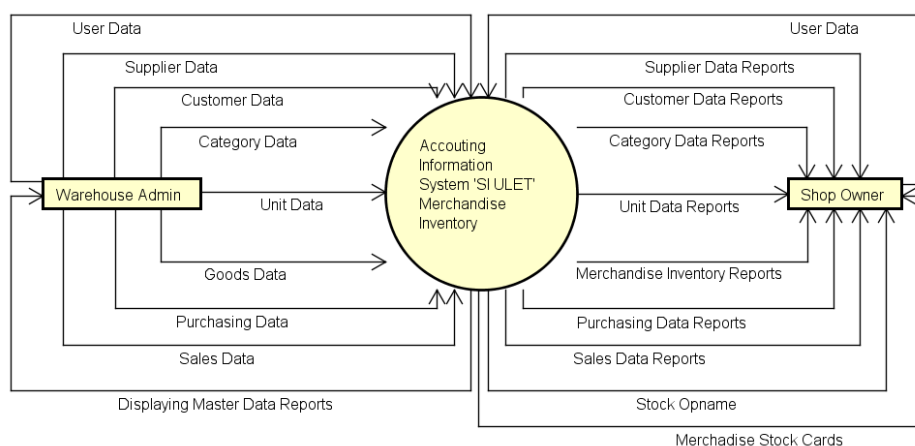 User Data
User Data
Supplier Data
Supplier Data Reports
Customer Data
Customer Data Reports
Category Data
Category Data Reports
Accouting
Information
System 'SI ULET'
Merchandise
Inventory
Warehouse Admin
Unit Data
Unit Data Reports
Shop Owner
Goods Data
Merchandise Inventory Reports
Purchasing Data
Purchasing Data Reports
Sales Data
Sales Data Reports
Displaying Master Data Reports
Stock Opname
Merchadise Stock Cards